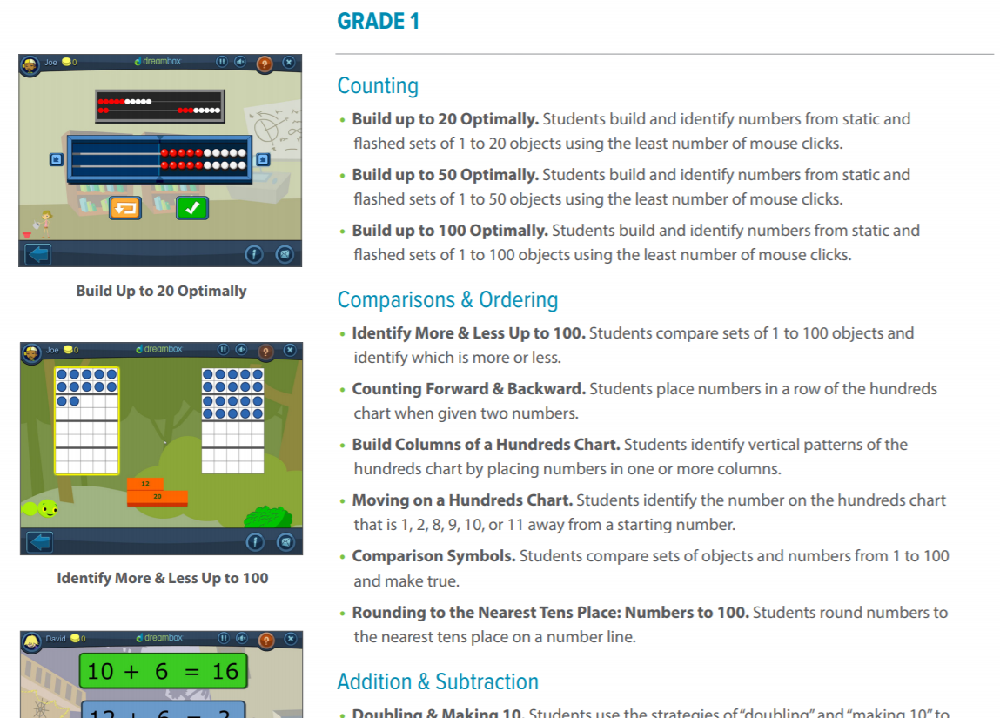 GRADE 1
Joe 0 dreambox ?
Build Up to 20 Optimally
Joe 0 dreambox ?
12
20
Identify More & Less Up to 100
David 0 dreambox ?
10 + 6 = 16
12 + 6 = ?
Counting
• Build up to 20 Optimally. Students build and identify numbers from static and
flashed sets of 1 to 20 objects using the least number of mouse clicks.
• Build up to 50 Optimally. Students build and identify numbers from static and
flashed sets of 1 to 50 objects using the least number of mouse clicks.
• Build up to 100 Optimally. Students build and identify numbers from static and
flashed sets of 1 to 100 objects using the least number of mouse clicks.
Comparisons & Ordering
• Identify More & Less Up to 100. Students compare sets of 1 to 100 objects and
identify which is more or less.
• Counting Forward & Backward. Students place numbers in a row of the hundreds
chart when given two numbers.
• Build Columns of a Hundreds Chart. Students identify vertical patterns of the
hundreds chart by placing numbers in one or more columns.
• Moving on a Hundreds Chart. Students identify the number on the hundreds chart
that is 1, 2, 8, 9, 10, or 11 away from a starting number.
• Comparison Symbols. Students compare sets of objects and numbers from 1 to 100
and make true.
• Rounding to the Nearest Tens Place: Numbers to 100. Students round numbers to
the nearest tens place on a number line.
Addition & Subtraction
• Doubling & Making 10. Students use the strategies of “doubling” and “making 10” to